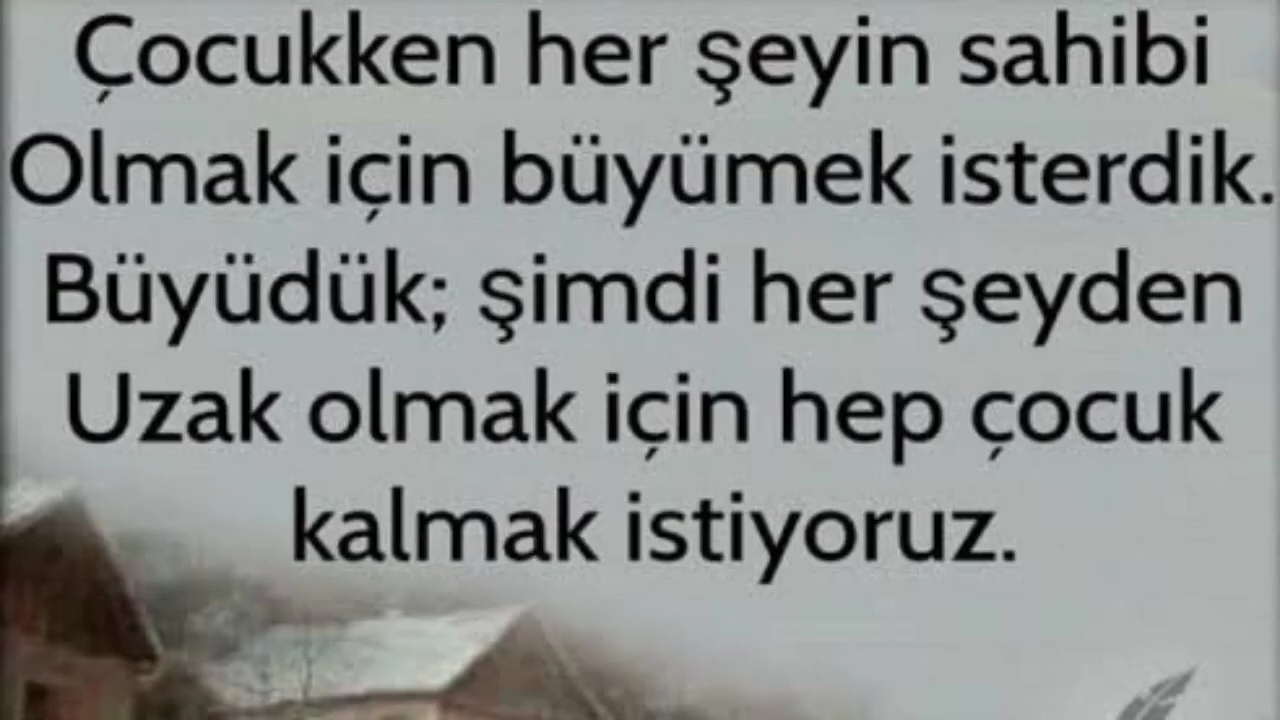 Çocukken her şeyin sahibi
Olmak için büyümek isterdik.
Büyüdük; şimdi her şeyden
Uzak olmak için hep çocuk
kalmak istiyoruz.